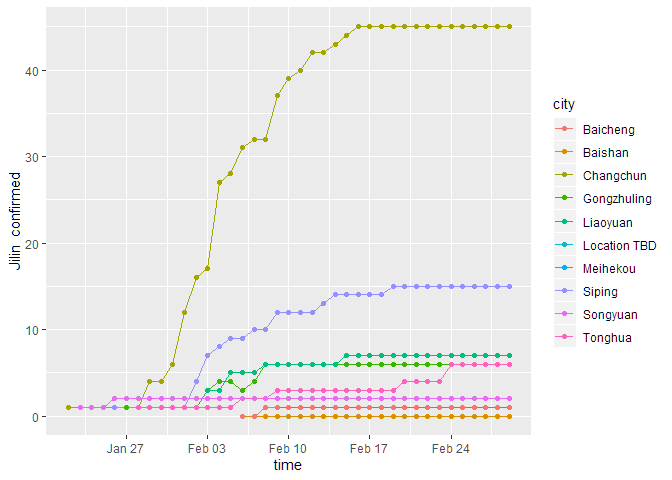 40
30
20
10
0
Jilin confirmed
Jan 27
Feb 03
Feb 10
Feb 17
Feb 24
time
city
Baicheng
Baishan
Changchun
Gongzhuling
Liaoyuan
Location TBD
Meihekou
Siping
Songyuan
Tonghua